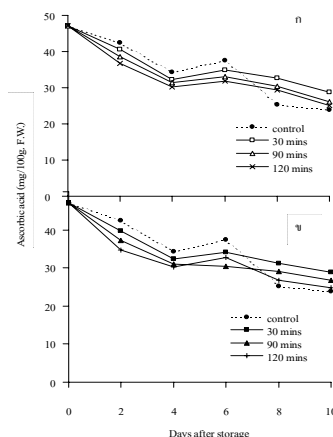 50
ก
40
30
20
10
0
control
30 mins
90 mins
120 mins
Ascorbic acid (mg/100g. F.W.)
0
ข
40
30
20
10
0
control
30 mins
90 mins
120 mins
0 2 4 6 8 10
Days after storage